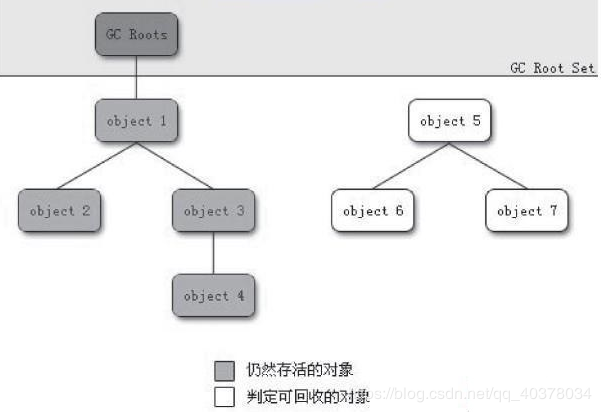 GC Roots
GC Root Set
object 1
object 5
object 2
object 3
object 6
object 7
object 4
仍然存活的对象
判定可回收的对象
https://blog.csdn.net/qq_40378034